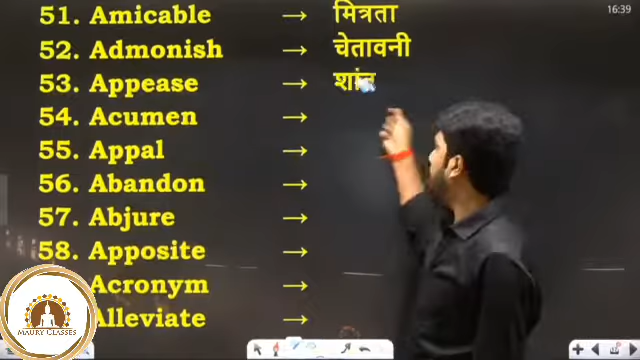 16:39
51. Amicable → मित्रता
52. Admonish → चेतावनी
53. Appease → शांत
54. Acumen →
55. Appal →
56. Abandon →
57. Abjure →
58. Apposite →
Acronym →
Alleviate →
MAURY CLASSES